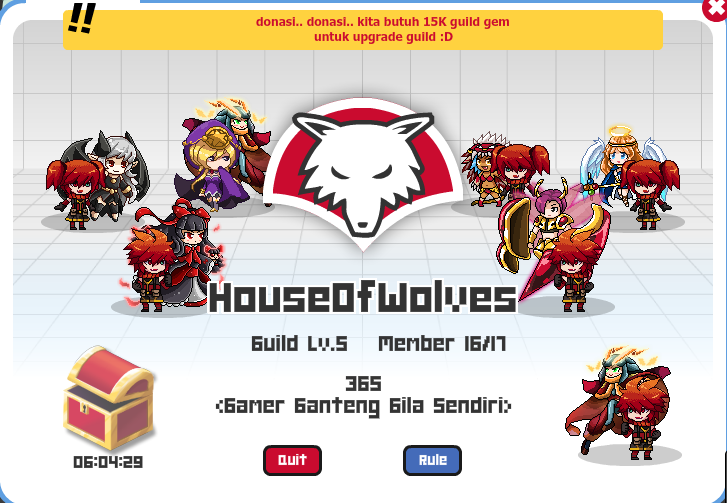 !!
donasi.. donasi.. kita butuh 15K guild gem
untuk upgrade guild :D
HouseOfWolves
Guild Lv.5 Member 16/17
365
<Gamer Ganteng Gila Sendiri>
06:04:29
Quit Rule